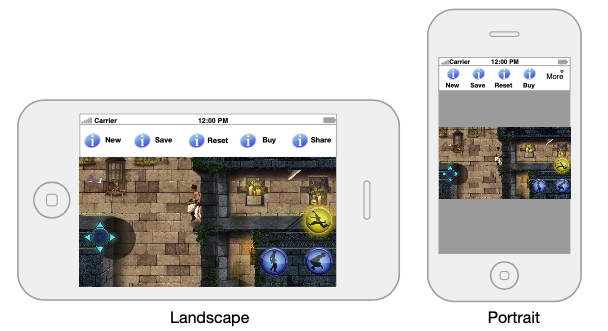 Carrier 12:00 PM
New Save Reset Buy Share
Landscape
Carrier 12:00 PM
New Save Reset Buy More
Portrait